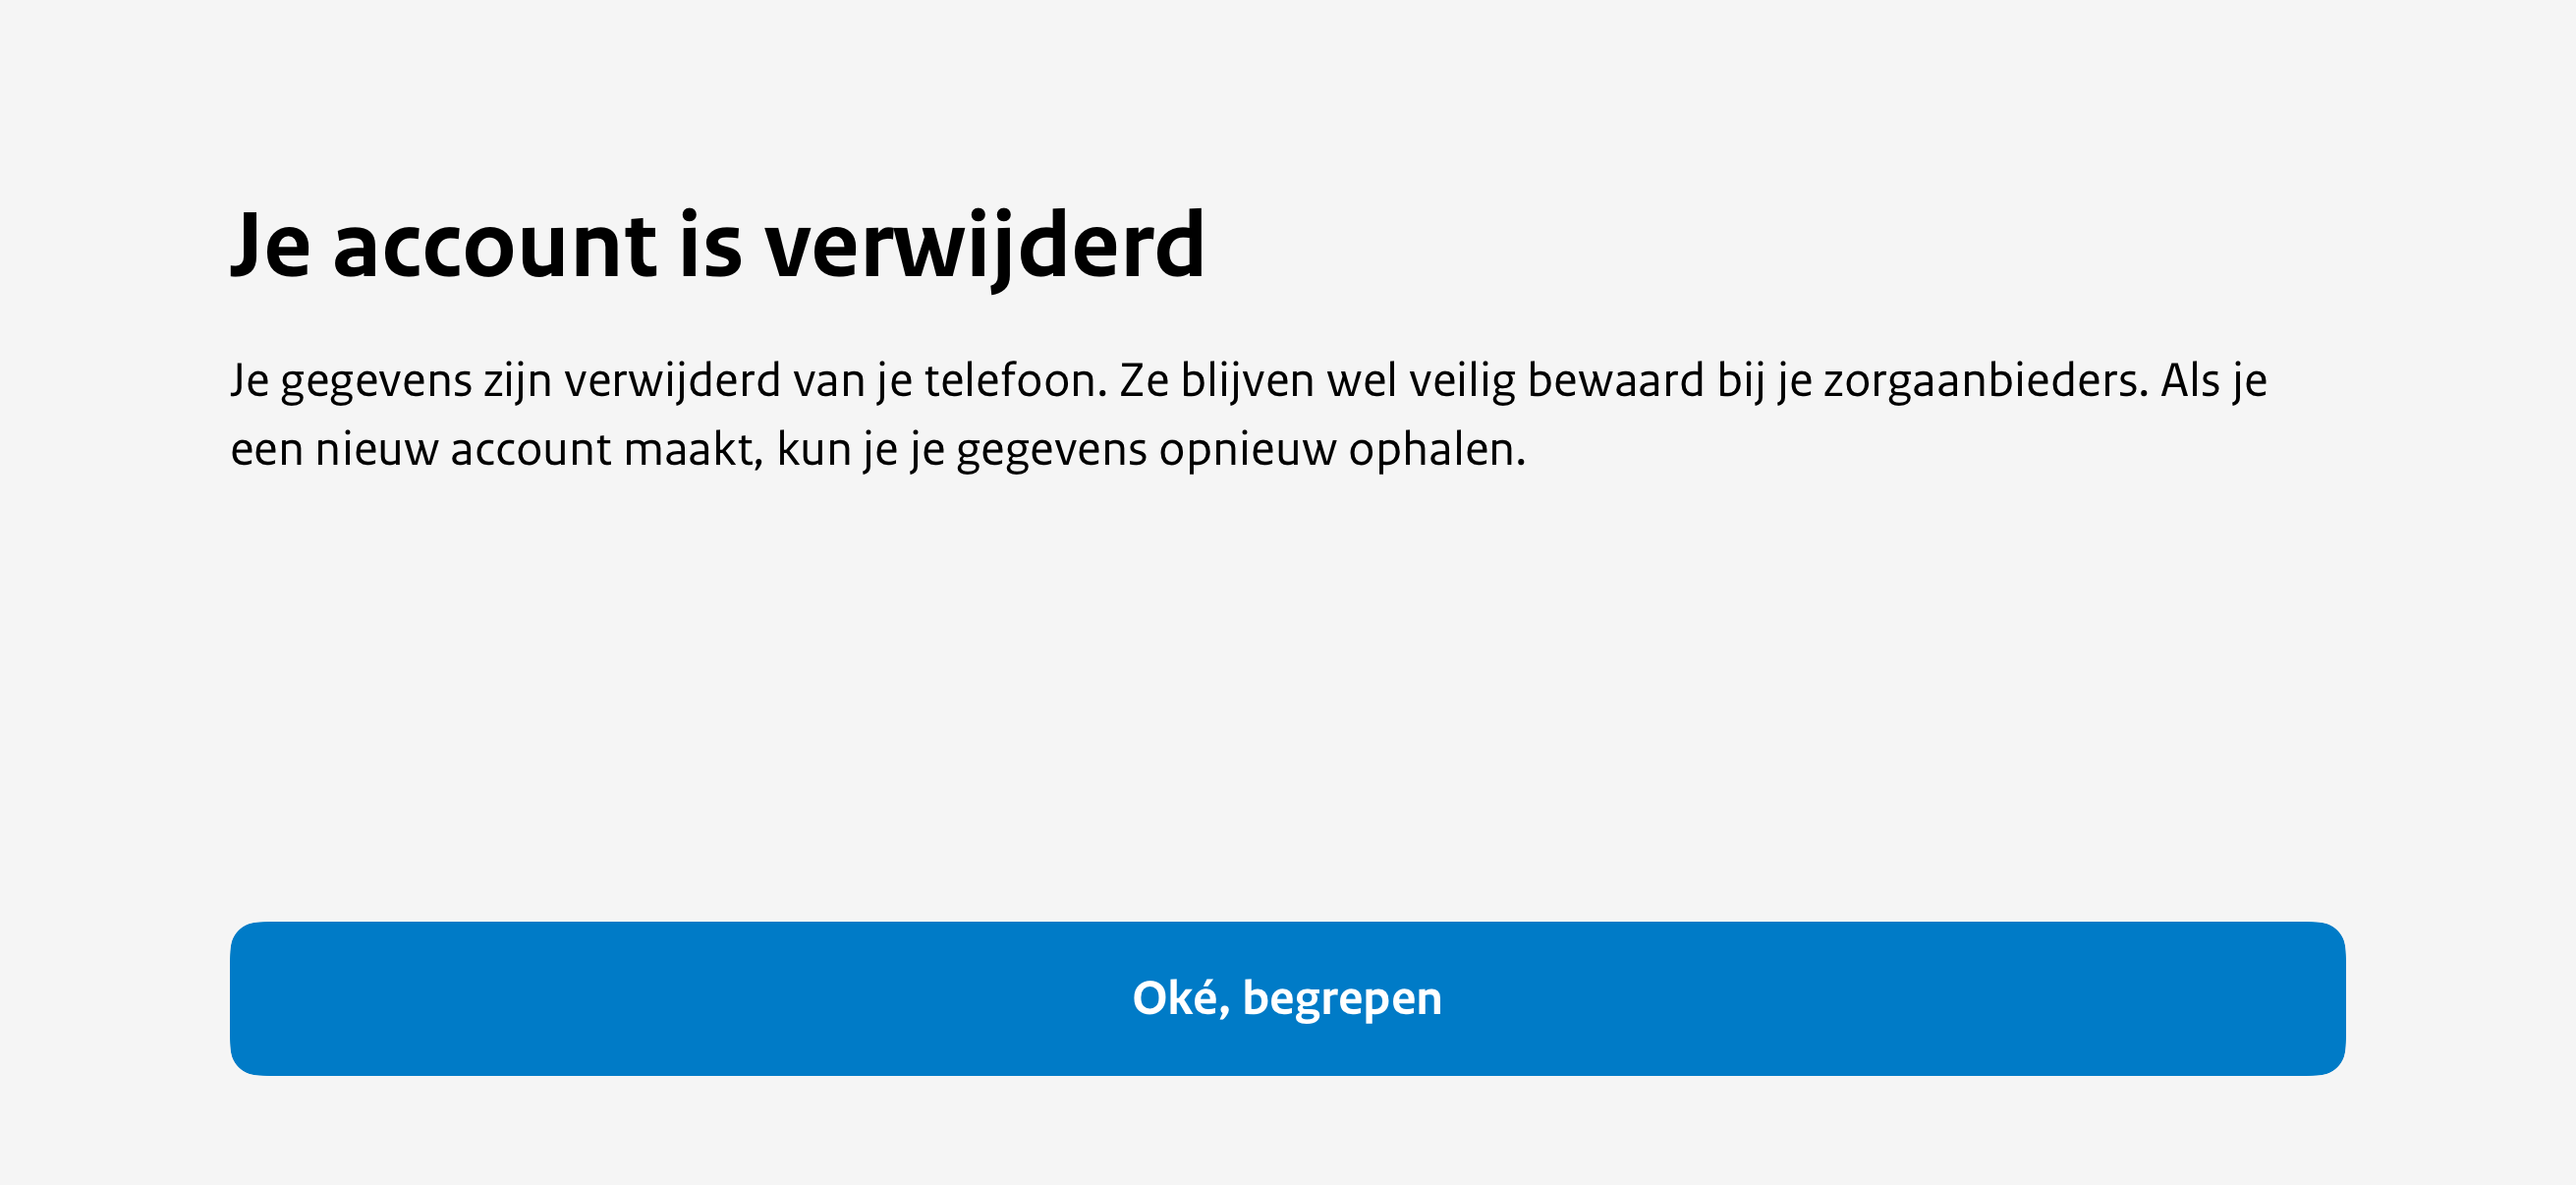 Je account is verwijderd
Je gegevens zijn verwijderd van je telefoon. Ze blijven wel veilig bewaard bij je zorgaanbieders. Als je
een nieuw account maakt, kun je je gegevens opnieuw ophalen.
Oké, begrepen